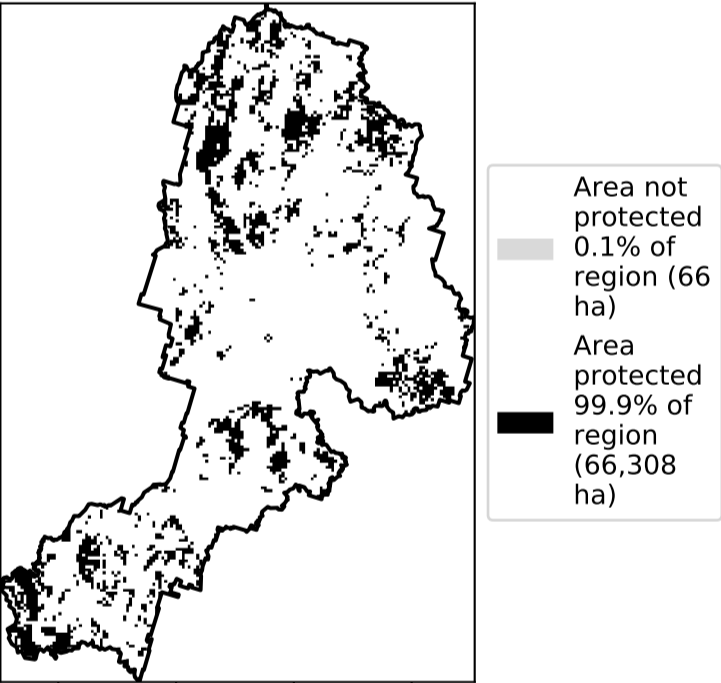 Area not
protected
0.1% of
region (66
ha)
Area
protected
99.9% of
region
(66,308
ha)